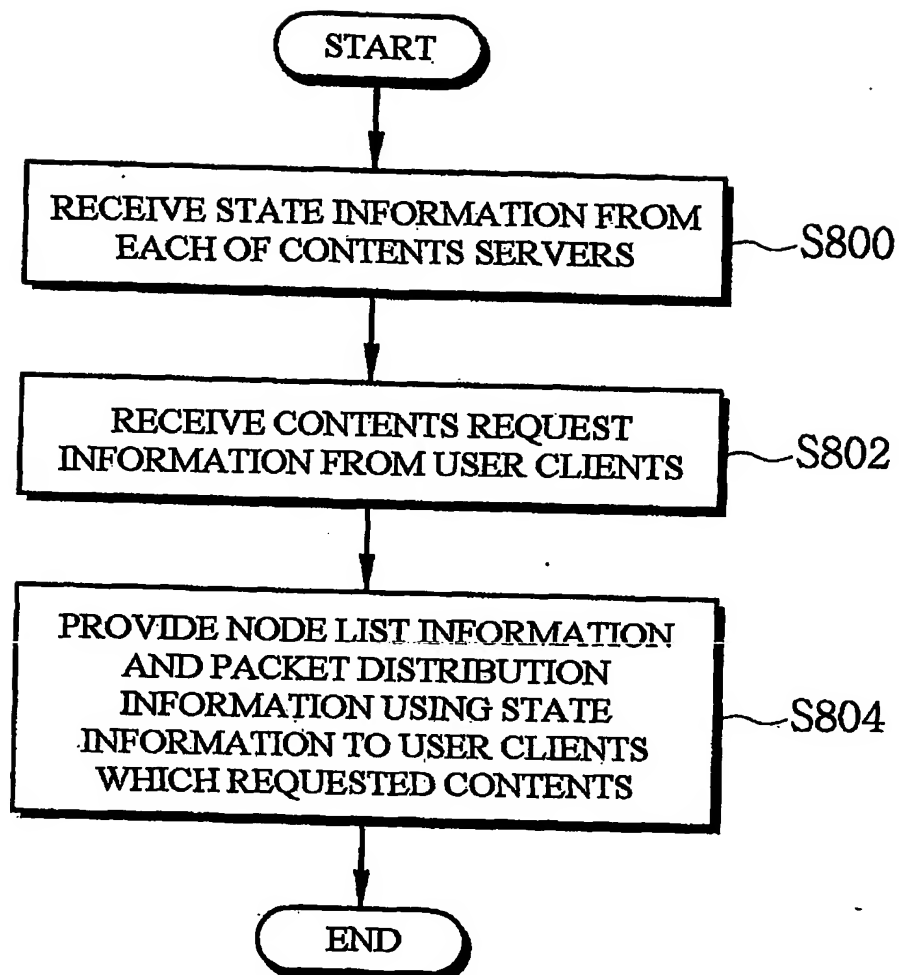 START
RECEIVE STATE INFORMATION FROM
EACH OF CONTENTS SERVERS
S800
RECEIVE CONTENTS REQUEST
INFORMATION FROM USER CLIENTS
S802
PROVIDE NODE LIST INFORMATION
AND PACKET DISTRIBUTION
INFORMATION USING STATE
INFORMATION TO USER CLIENTS
WHICH REQUESTED CONTENTS
S804
END